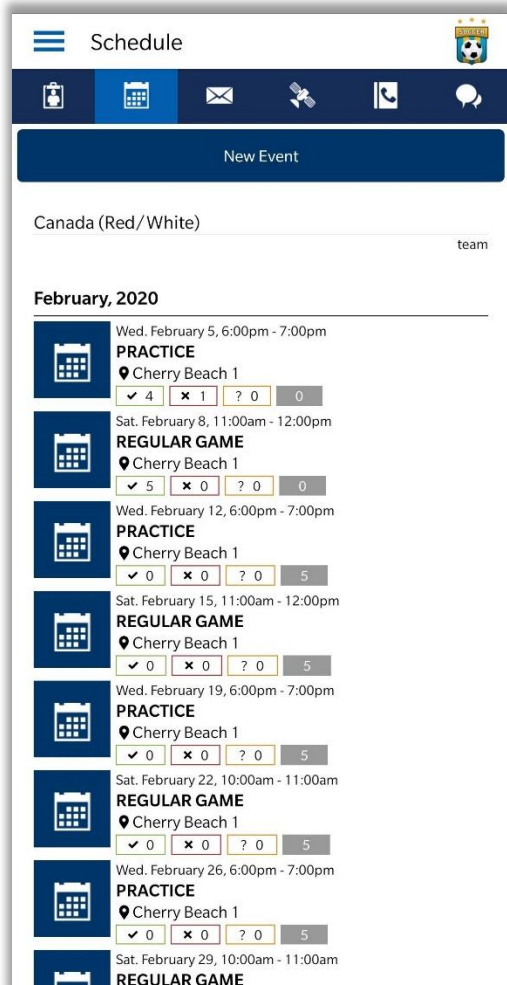 Schedule
SOCCER
New Event
Canada (Red/White)
team
February, 2020
Wed. February 5, 6:00pm - 7:00pm
PRACTICE
Cherry Beach 1
✔ 4 ✖ 1 ? 0 0
Sat. February 8, 11:00am - 12:00pm
REGULAR GAME
Cherry Beach 1
✔ 5 ✖ 0 ? 0 0
Wed. February 12, 6:00pm - 7:00pm
PRACTICE
Cherry Beach 1
✔ 0 ✖ 0 ? 0 5
Sat. February 15, 11:00am - 12:00pm
REGULAR GAME
Cherry Beach 1
✔ 0 ✖ 0 ? 0 5
Wed. February 19, 6:00pm - 7:00pm
PRACTICE
Cherry Beach 1
✔ 0 ✖ 0 ? 0 5
Sat. February 22, 10:00am - 11:00am
REGULAR GAME
Cherry Beach 1
✔ 0 ✖ 0 ? 0 5
Wed. February 26, 6:00pm - 7:00pm
PRACTICE
Cherry Beach 1
✔ 0 ✖ 0 ? 0 5
Sat. February 29, 10:00am - 11:00am
REGULAR GAME